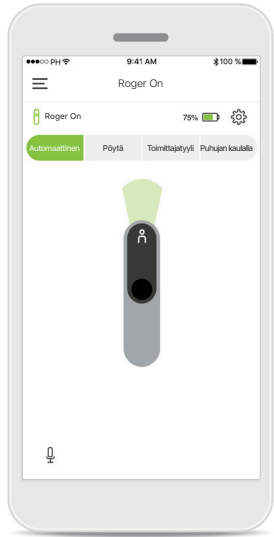 PH 9:41 AM 100 %
Roger On
Roger On 75%
Automaattinen Pöytä Toimittajatyyli Puhujan kaulalla